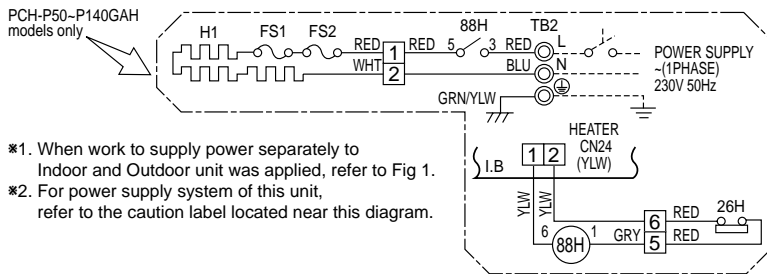 PCH-P50~P140GAH
models only
H1 FS1 FS2 88H TB2
RED 1 RED 5 3 RED L
WHT 2 BLU N
GRN/YLW
POWER SUPPLY
~(1PHASE)
230V 50Hz
※1. When work to supply power separately to
Indoor and Outdoor unit was applied, refer to Fig 1.
※2. For power supply system of this unit,
refer to the caution label located near this diagram.
HEATER
CN24
(YLW)
I.B 1 2
YLW YLW
6 RED 26H
6 88H 1 GRY 5 RED